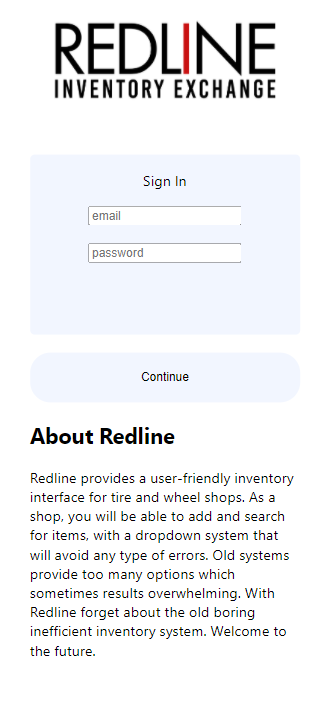 REDLINE
INVENTORY EXCHANGE
Sign In
email
password
Continue
About Redline
Redline provides a user-friendly inventory
interface for tire and wheel shops. As a
shop, you will be able to add and search
for items, with a dropdown system that
will avoid any type of errors. Old systems
provide too many options which
sometimes results overwhelming. With
Redline forget about the old boring
inefficient inventory system. Welcome to
the future.